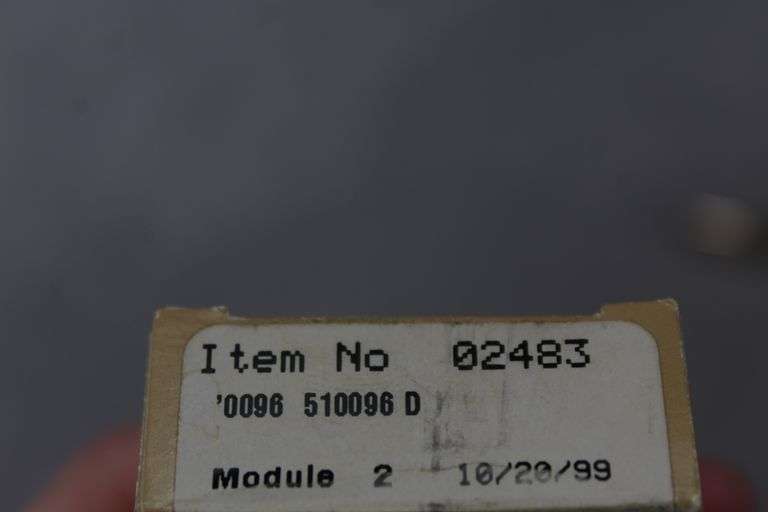 Item No 02483
'0096 510096 D
Module 2 10/20/99